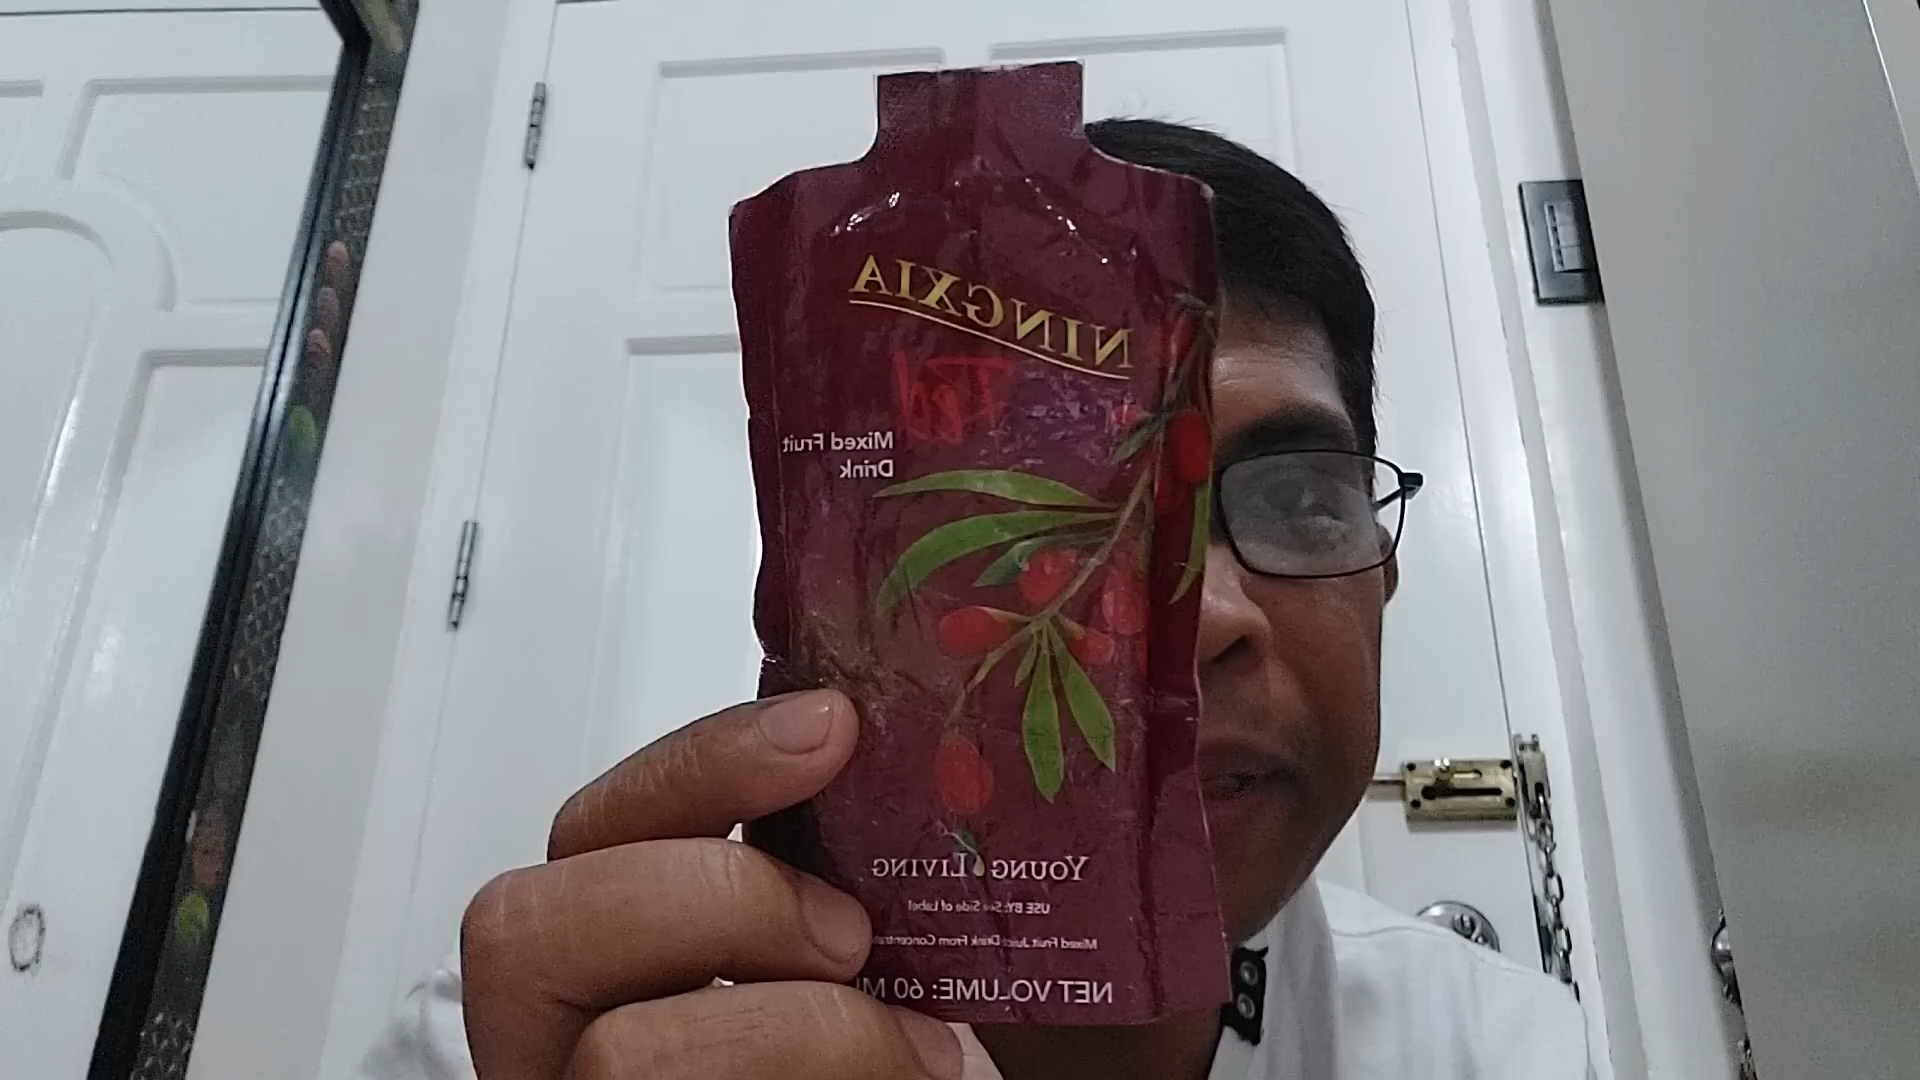 NINGXIA
Red
Mixed Fruit
Drink
YOUNG LIVING
USE BY: See Side of Label
Mixed Fruit Juice Drink From Concentrate
NET VOLUME: 60 ML